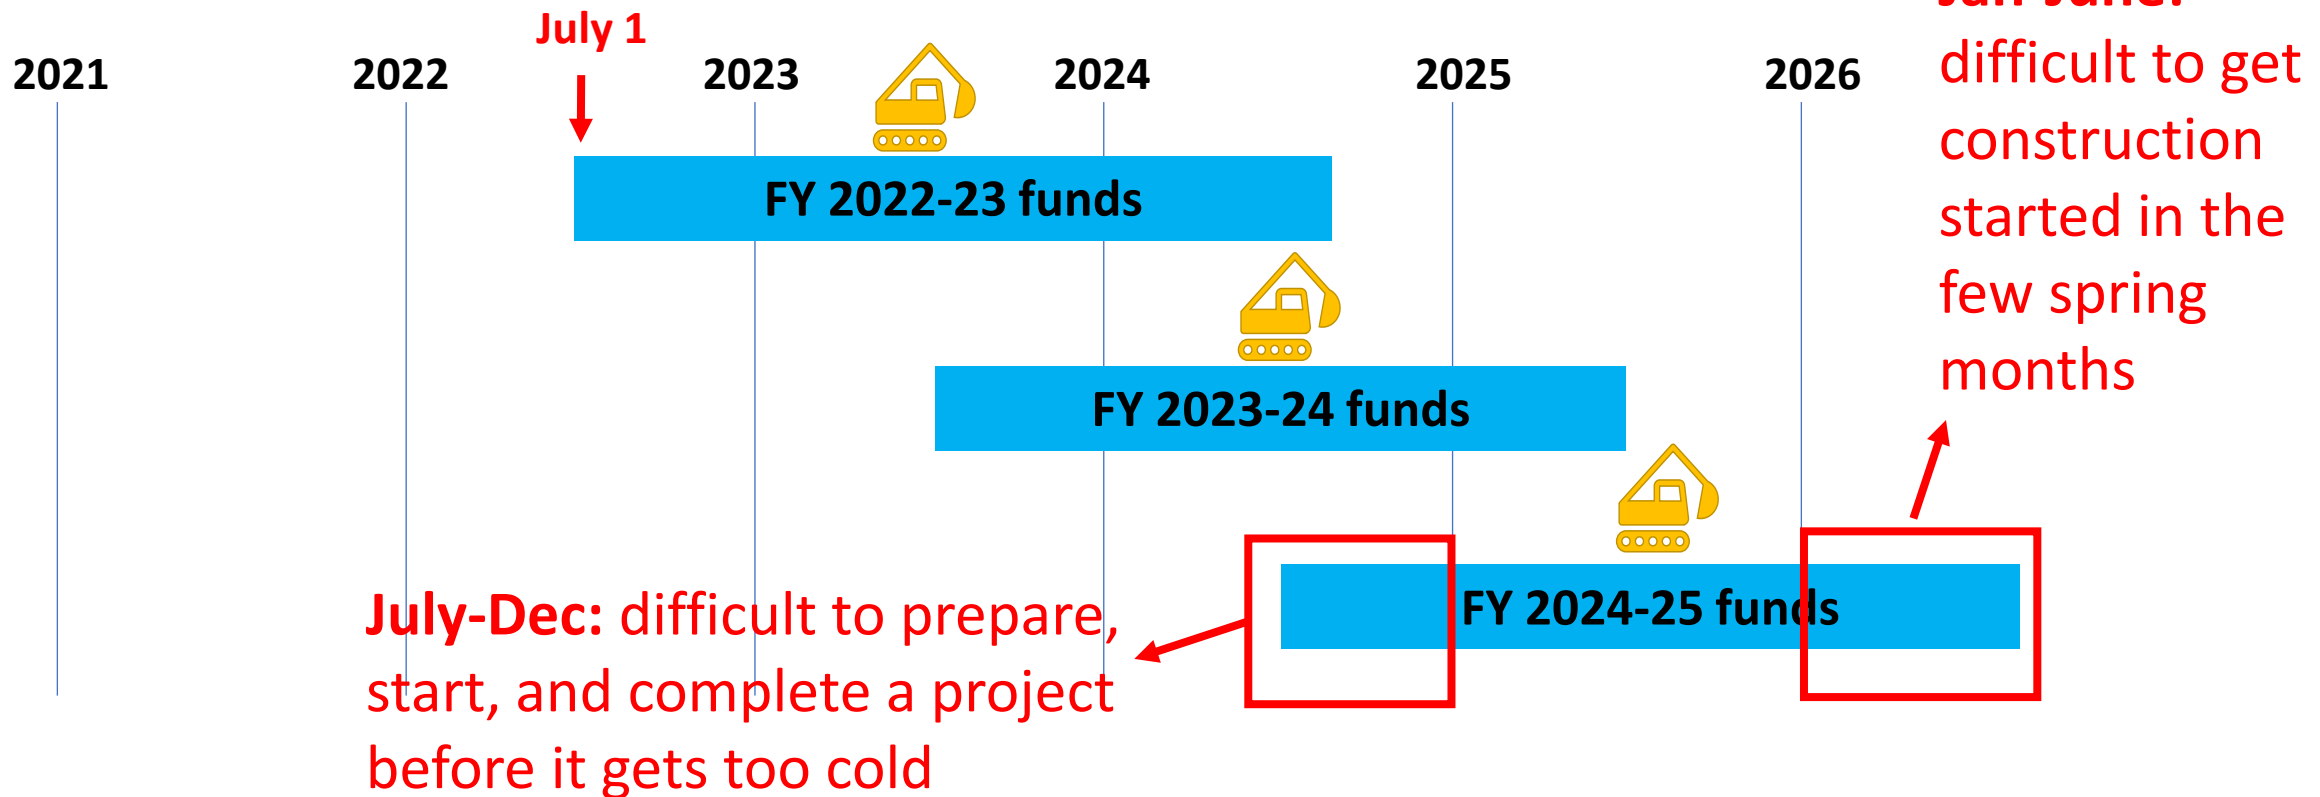 July 1
2021
2022
2023
2024
2025
2026
difficult to get
construction
started in the
few spring
months
FY 2022-23 funds
FY 2023-24 funds
FY 2024-25 funds
July-Dec: difficult to prepare,
start, and complete a project
before it gets too cold